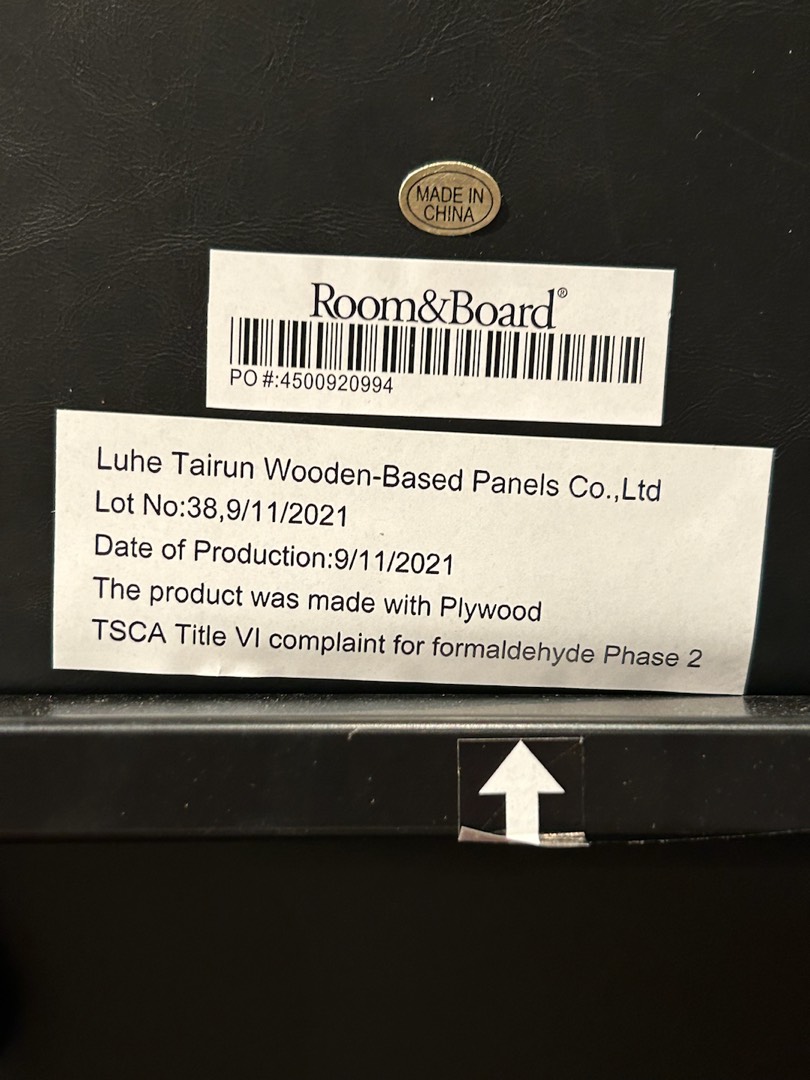 MADE IN
CHINA
Room&Board®
PO #:4500920994
Luhe Tairun Wooden-Based Panels Co.,Ltd
Lot No:38,9/11/2021
Date of Production:9/11/2021
The product was made with Plywood
TSCA Title VI complaint for formaldehyde Phase 2